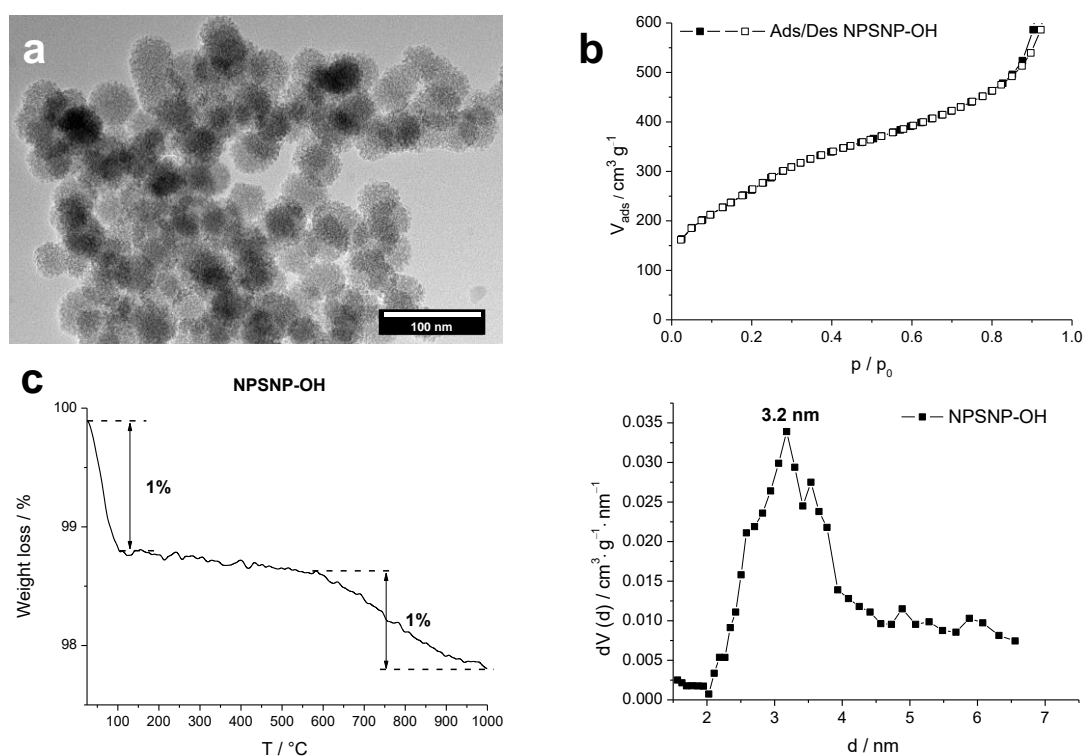 a
100 nm
b
Ads/Des NPSNP-OH
600
500
400
300
200
100
0
V_ads / cm³ g⁻¹
0.0 0.2 0.4 0.6 0.8 1.0
p / p₀
c
NPSNP-OH
100
99
98
Weight loss / %
1%
1%
100 200 300 400 500 600 700 800 900 1000
T / °C
NPSNP-OH
3.2 nm
0.035
0.030
0.025
0.020
0.015
0.010
0.005
0.000
dV (d) / cm³· g⁻¹· nm⁻¹
2 3 4 5 6 7
d / nm